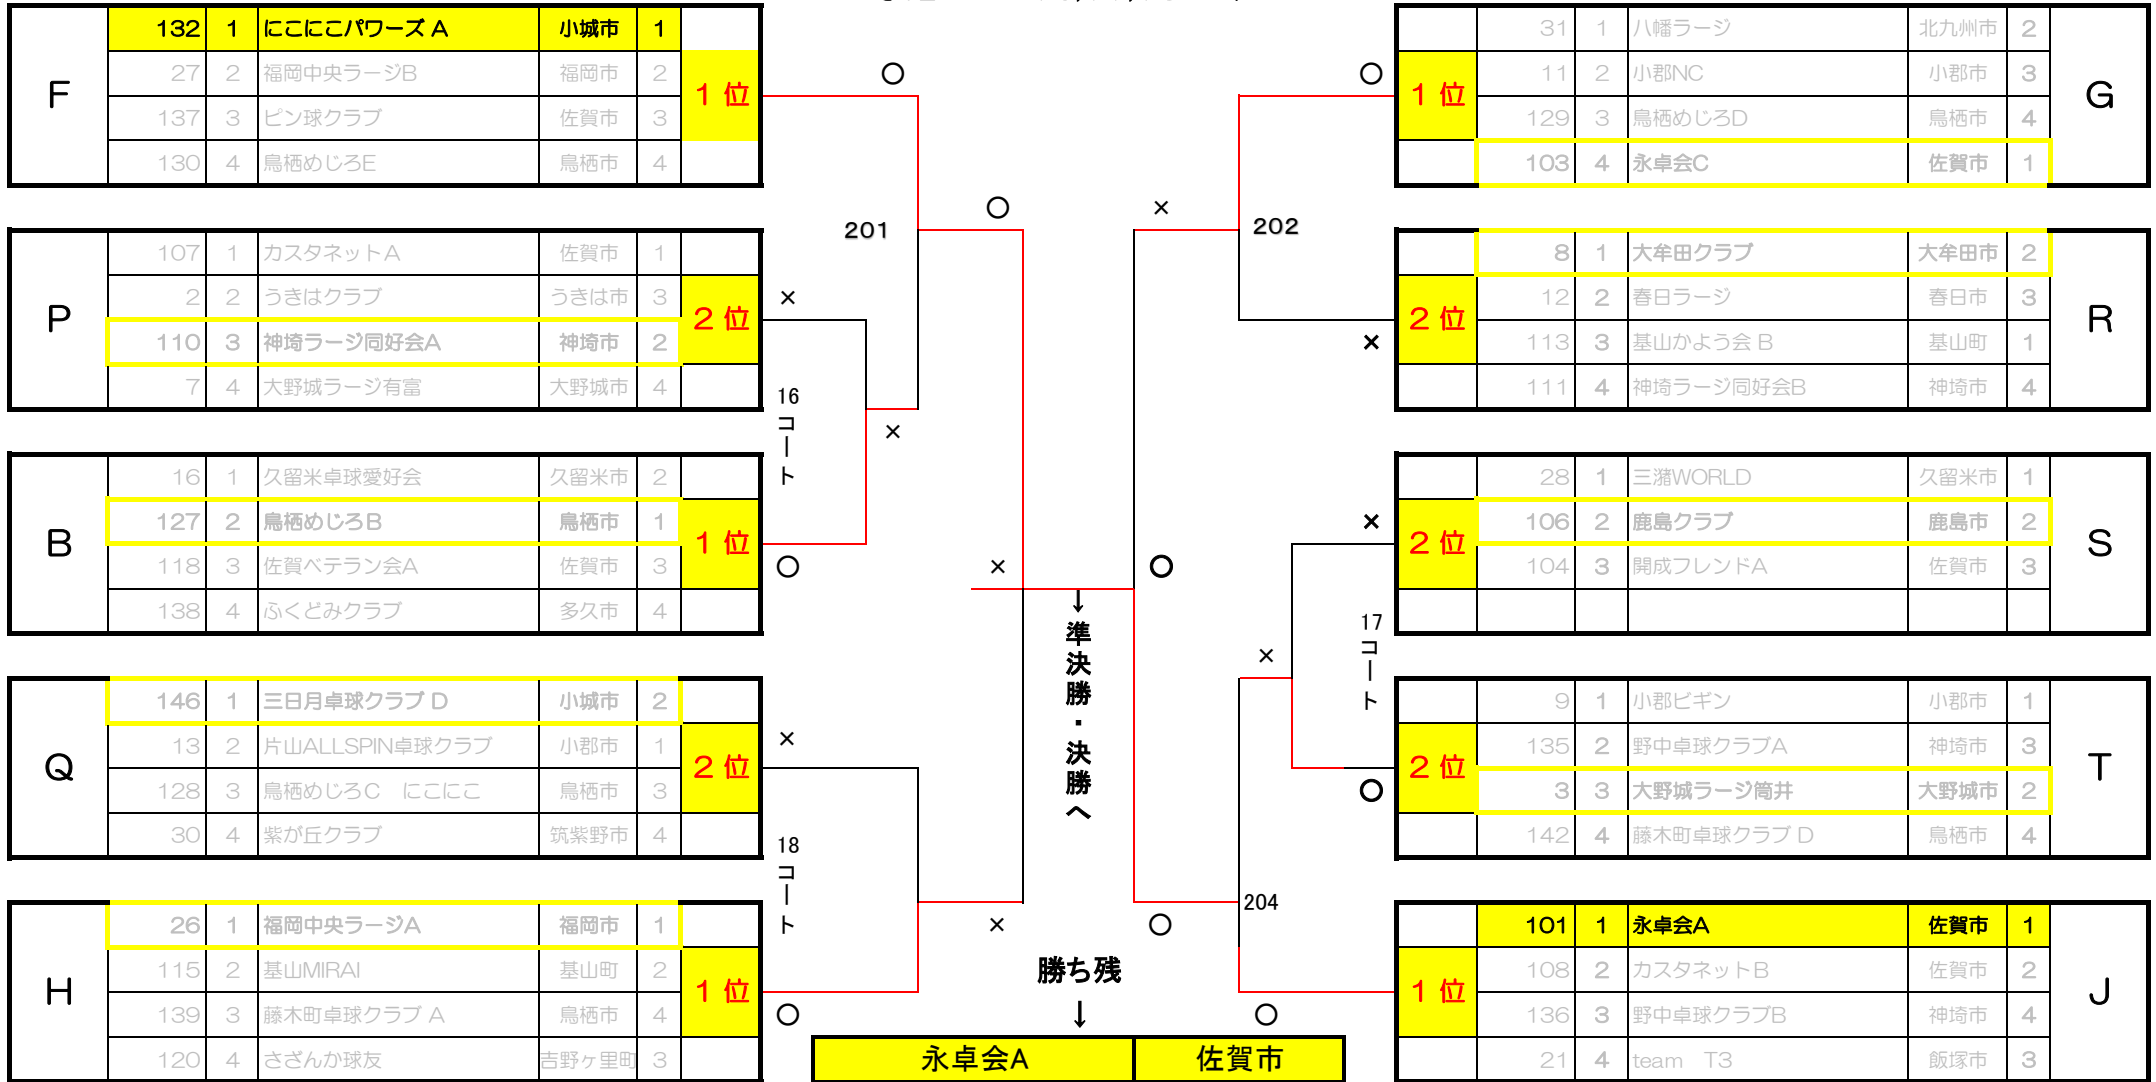 F
132 1 にこにこパワーズ A 小城市 1
27 2 福岡中央ラージB 福岡市 2
137 3 ピン球クラブ 佐賀市 3
130 4 鳥栖めじろE 鳥栖市 4
1 位
P
107 1 カスタネットA 佐賀市 1
2 2 うきはクラブ うきは市 3
110 3 神埼ラージ同好会A 神埼市 2
7 4 大野城ラージ有富 大野城市 4
2 位
B
16 1 久留米卓球愛好会 久留米市 2
127 2 鳥栖めじろB 鳥栖市 1
118 3 佐賀ベテラン会A 佐賀市 3
138 4 ふくどみクラブ 多久市 4
1 位
Q
146 1 三日月卓球クラブ D 小城市 2
13 2 片山ALLSPIN卓球クラブ 小郡市 1
128 3 鳥栖めじろC にこにこ 鳥栖市 3
30 4 紫が丘クラブ 筑紫野市 4
2 位
H
26 1 福岡中央ラージA 福岡市 1
115 2 基山MIRAI 基山町 2
139 3 藤木町卓球クラブ A 鳥栖市 4
120 4 さざんか球友 吉野ヶ里町 3
1 位
○
201
○
×
16コート
×
○
×
×
18コート
×
○
↓準決勝・決勝へ
勝ち残
↓
永卓会A 佐賀市
○
×
202
×
○
×
17コート
×
○
204
○
○
G
31 1 八幡ラージ 北九州市 2
11 2 小郡NC 小郡市 3
129 3 鳥栖めじろD 鳥栖市 4
103 4 永卓会C 佐賀市 1
1 位
R
8 1 大牟田クラブ 大牟田市 2
12 2 春日ラージ 春日市 3
113 3 基山かよう会 B 基山町 1
111 4 神埼ラージ同好会B 神埼市 4
2 位
S
28 1 三潴WORLD 久留米市 1
106 2 鹿島クラブ 鹿島市 2
104 3 開成フレンドA 佐賀市 3
2 位
T
9 1 小郡ビギン 小郡市 1
135 2 野中卓球クラブA 神埼市 3
3 3 大野城ラージ筒井 大野城市 2
142 4 藤木町卓球クラブ D 鳥栖市 4
2 位
J
101 1 永卓会A 佐賀市 1
108 2 カスタネットB 佐賀市 2
136 3 野中卓球クラブB 神埼市 4
21 4 team T3 飯塚市 3
1 位